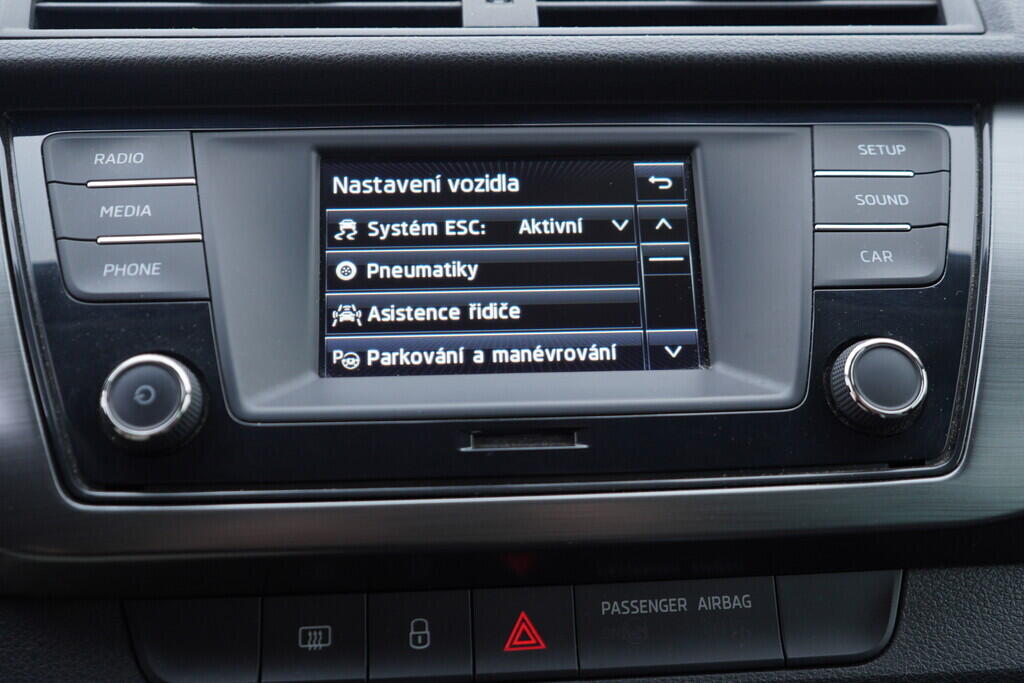 RADIO
MEDIA
PHONE
Nastavení vozidla
Systém ESC: Aktivní
Pneumatiky
Asistence řidiče
P Parkování a manévrování
SETUP
SOUND
CAR
PASSENGER AIRBAG